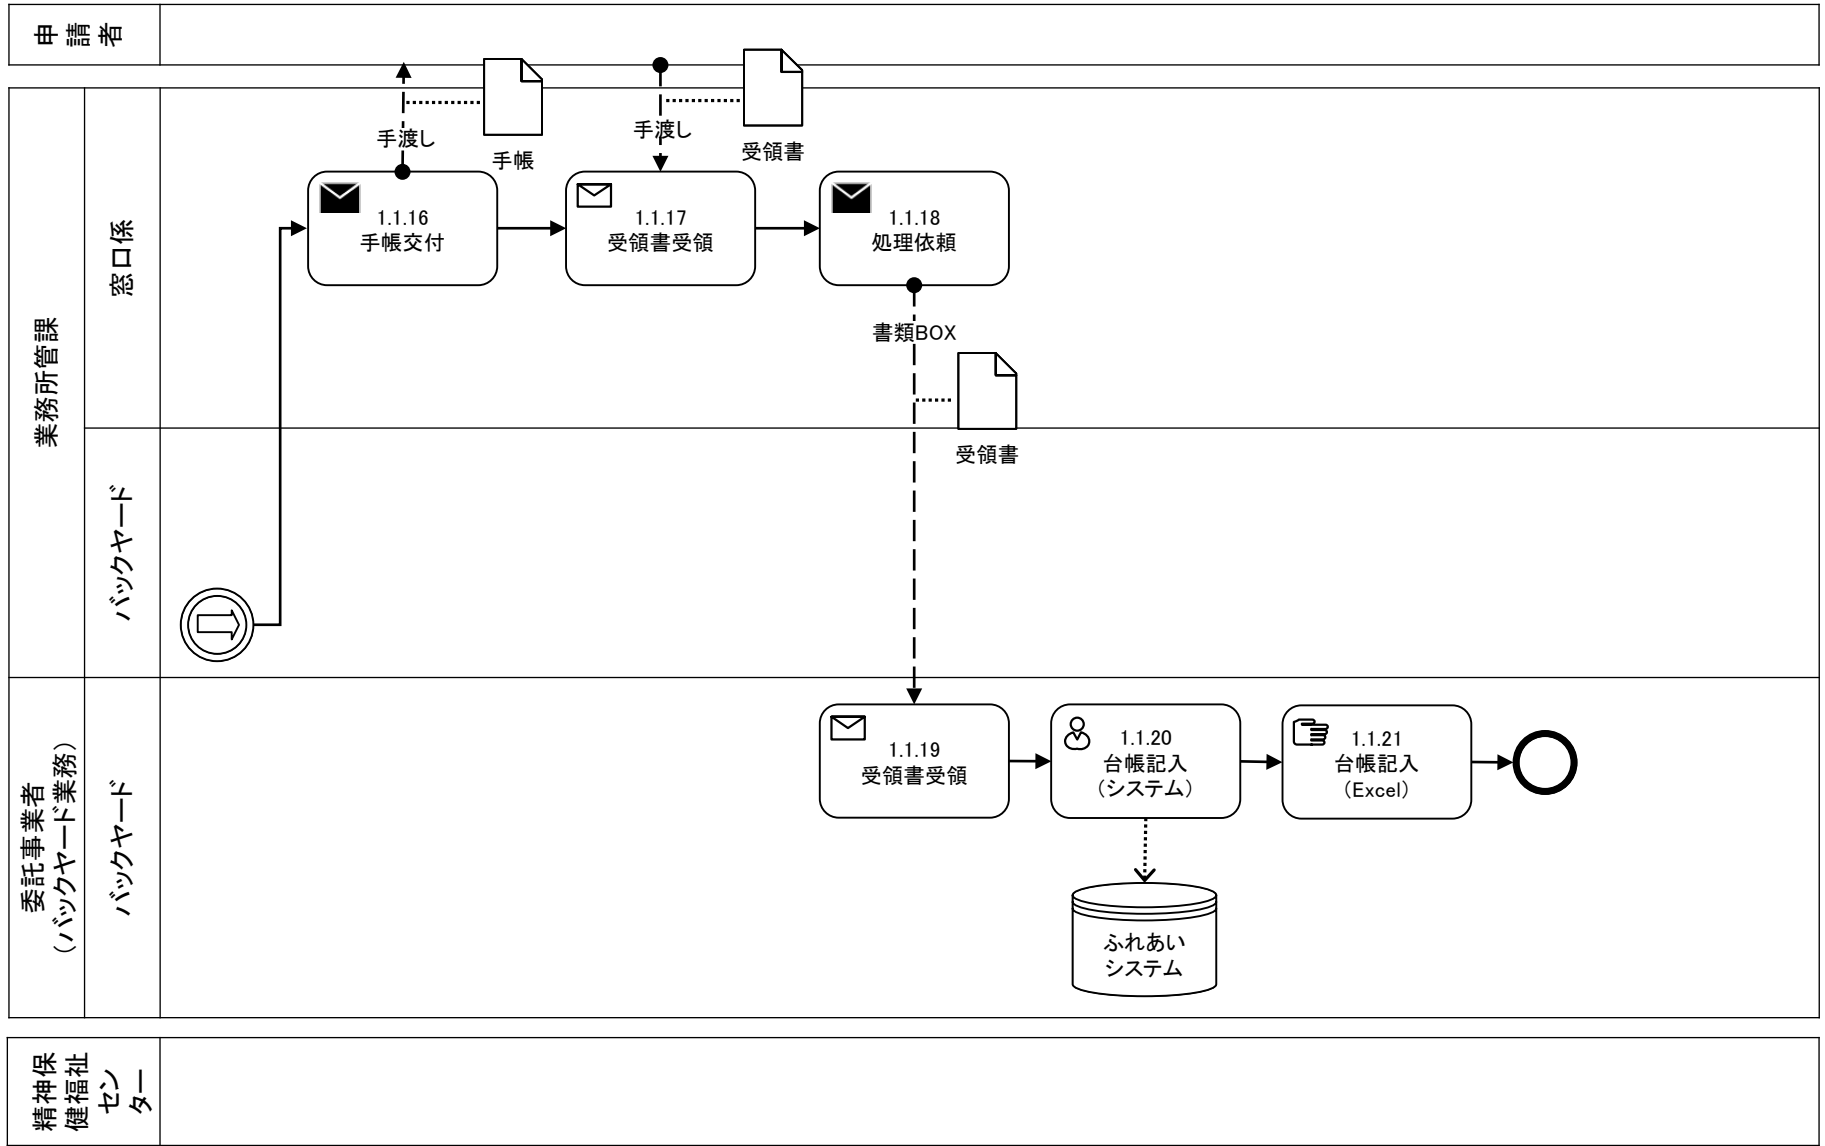 申請者
業務所管課
窓口係
手渡し
手帳
手渡し
受領書
1.1.16
手帳交付
1.1.17
受領書受領
1.1.18
処理依頼
書類BOX
受領書
バックヤード
委託事業者
（バックヤード業務）
バックヤード
1.1.19
受領書受領
1.1.20
台帳記入
（システム）
1.1.21
台帳記入
（Excel）
ふれあい
システム
精神保
健福祉
セン
ター